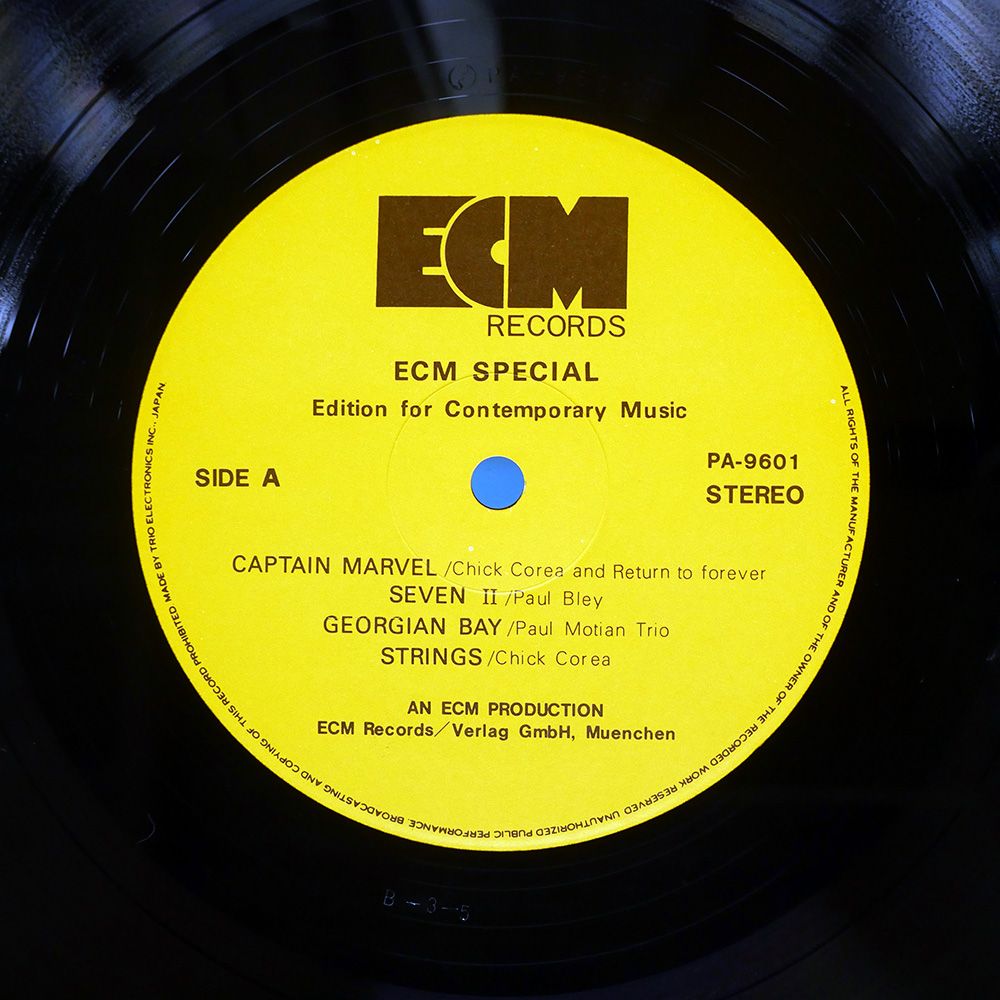 ECM
RECORDS
ECM SPECIAL
Edition for Contemporary Music
SIDE A
PA-9601
STEREO
CAPTAIN MARVEL /Chick Corea and Return to forever
SEVEN II /Paul Bley
GEORGIAN BAY /Paul Motian Trio
STRINGS /Chick Corea
AN ECM PRODUCTION
ECM Records/Verlag GmbH, Muenchen
ALL RIGHTS OF THE MANUFACTURER AND OF THE OWNER OF THE RECORDED WORK RESERVED UNAUTHORIZED PUBLIC PERFORMANCE, BROADCASTING AND COPYING OF THIS RECORD PROHIBITED MADE BY TRIO ELECTRONICS INC., JAPAN
B-3-5